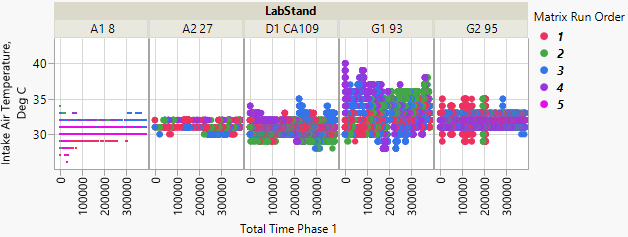 LabStand
A1 8 A2 27 D1 CA109 G1 93 G2 95
Matrix Run Order
1
2
3
4
5
Intake Air Temperature,
Deg C
40
35
30
0 100000 200000 300000 0 100000 200000 300000 0 100000 200000 300000 0 100000 200000 300000 0 100000 200000 300000
Total Time Phase 1